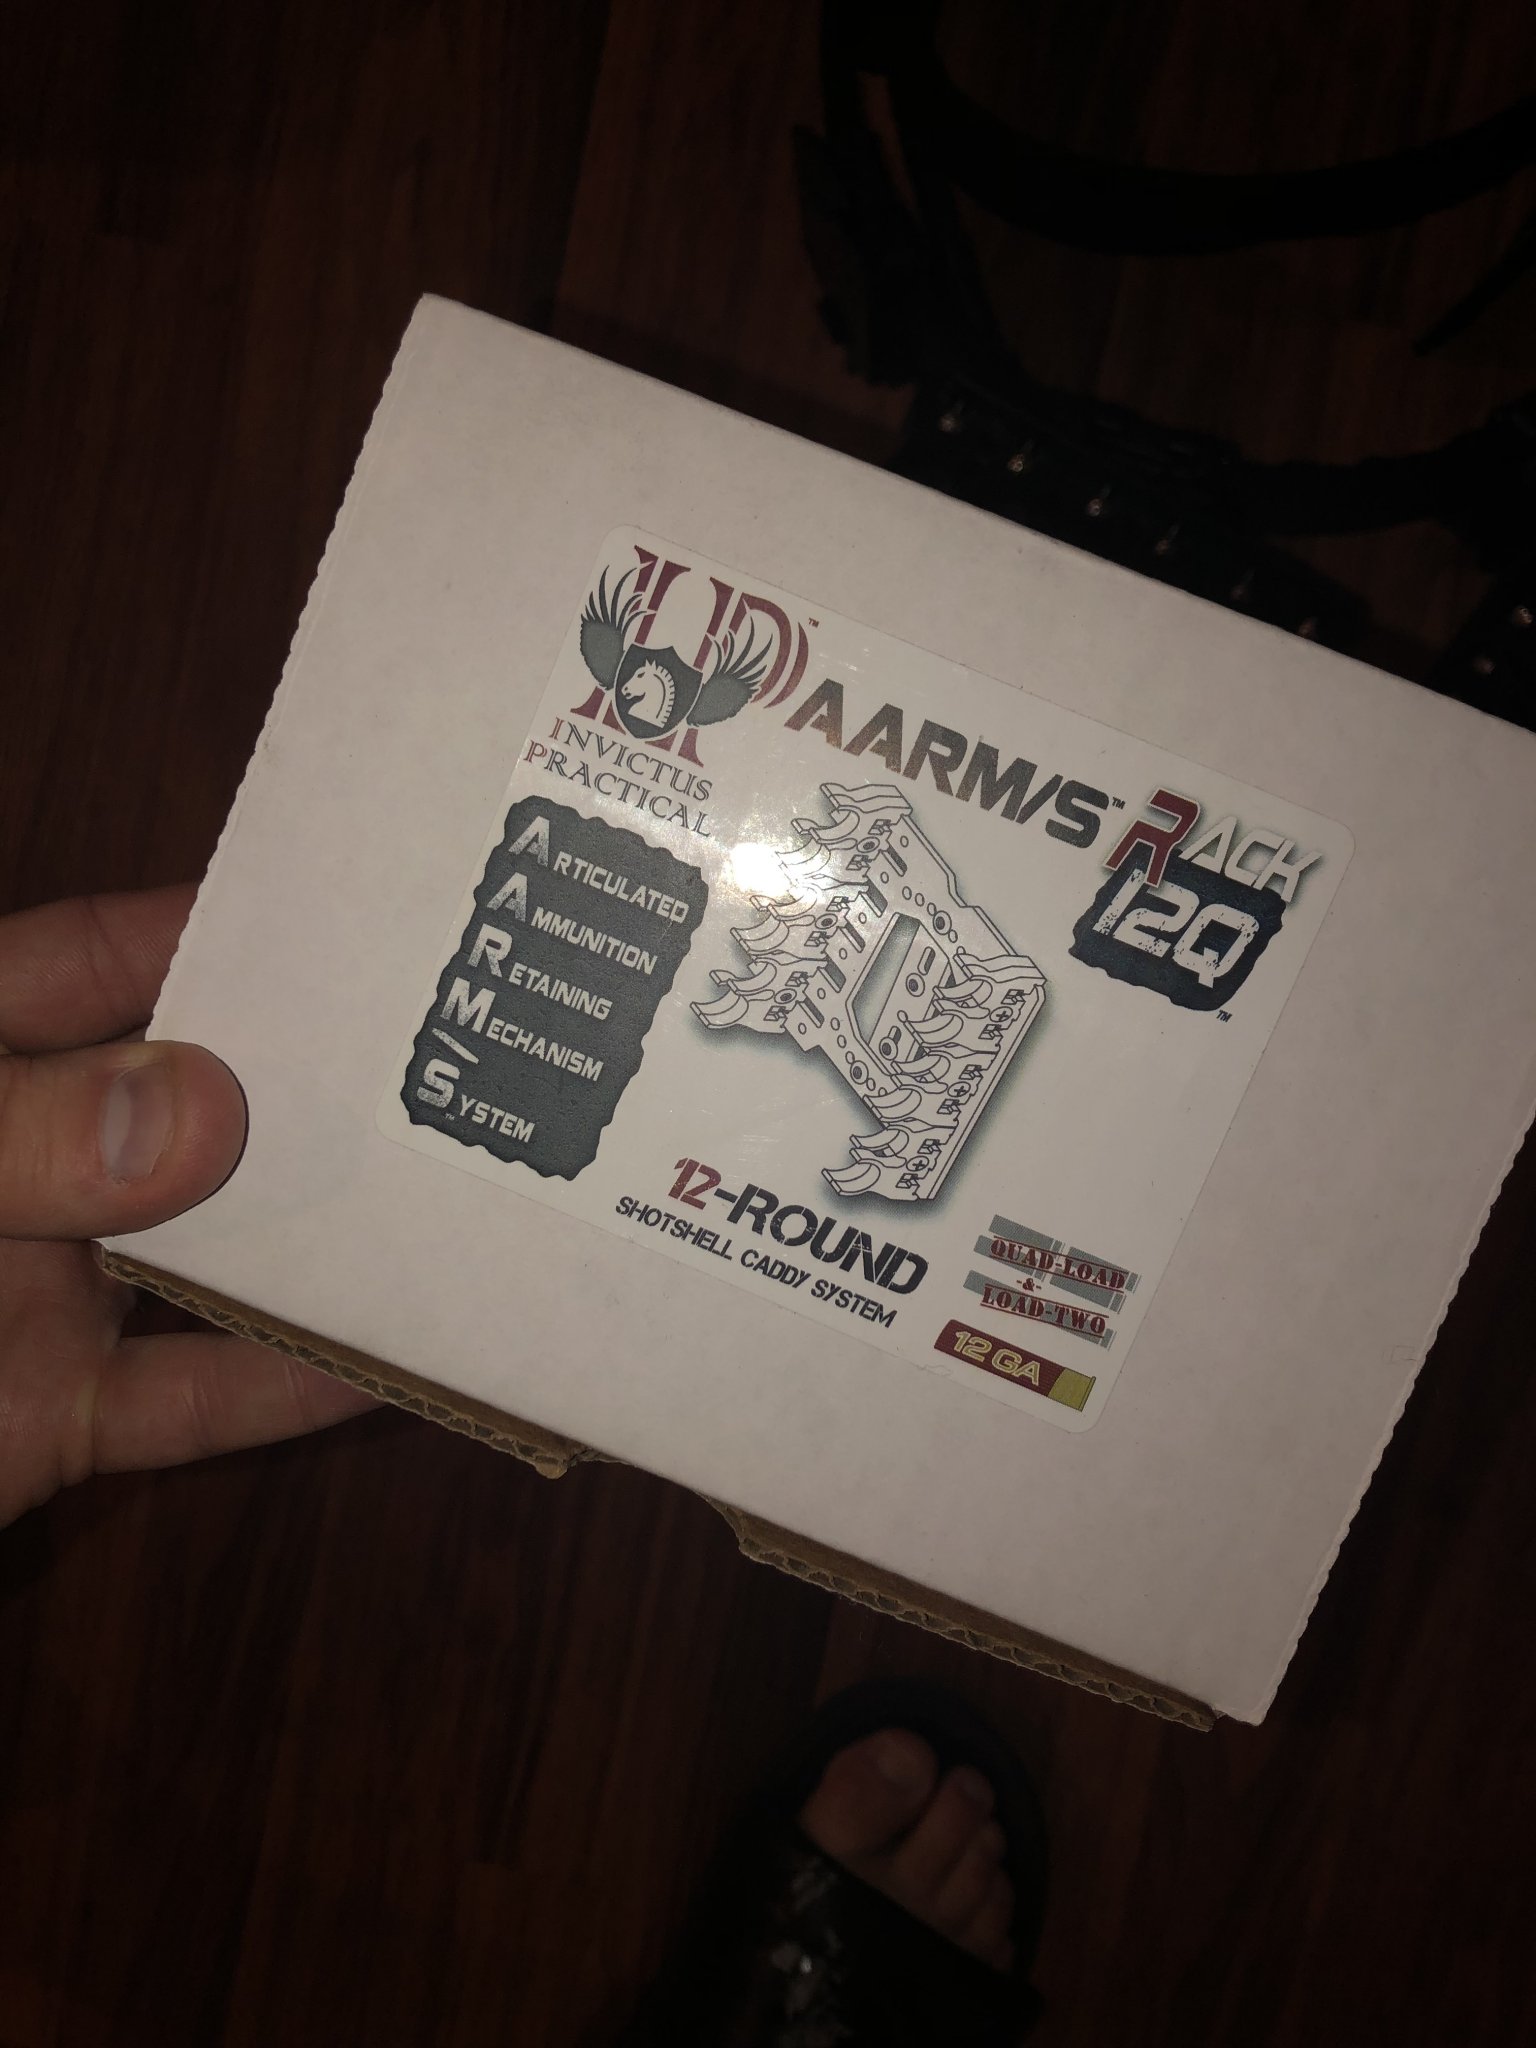 IP™
INVICTUS
PRACTICAL
AARM/S™ RACK
12Q™
ARTICULATED
AMMUNITION
RETAINING
MECHANISM
/SYSTEM™
12-ROUND
SHOTSHELL CADDY SYSTEM
QUAD-LOAD
-&-
LOAD-TWO
12 GA